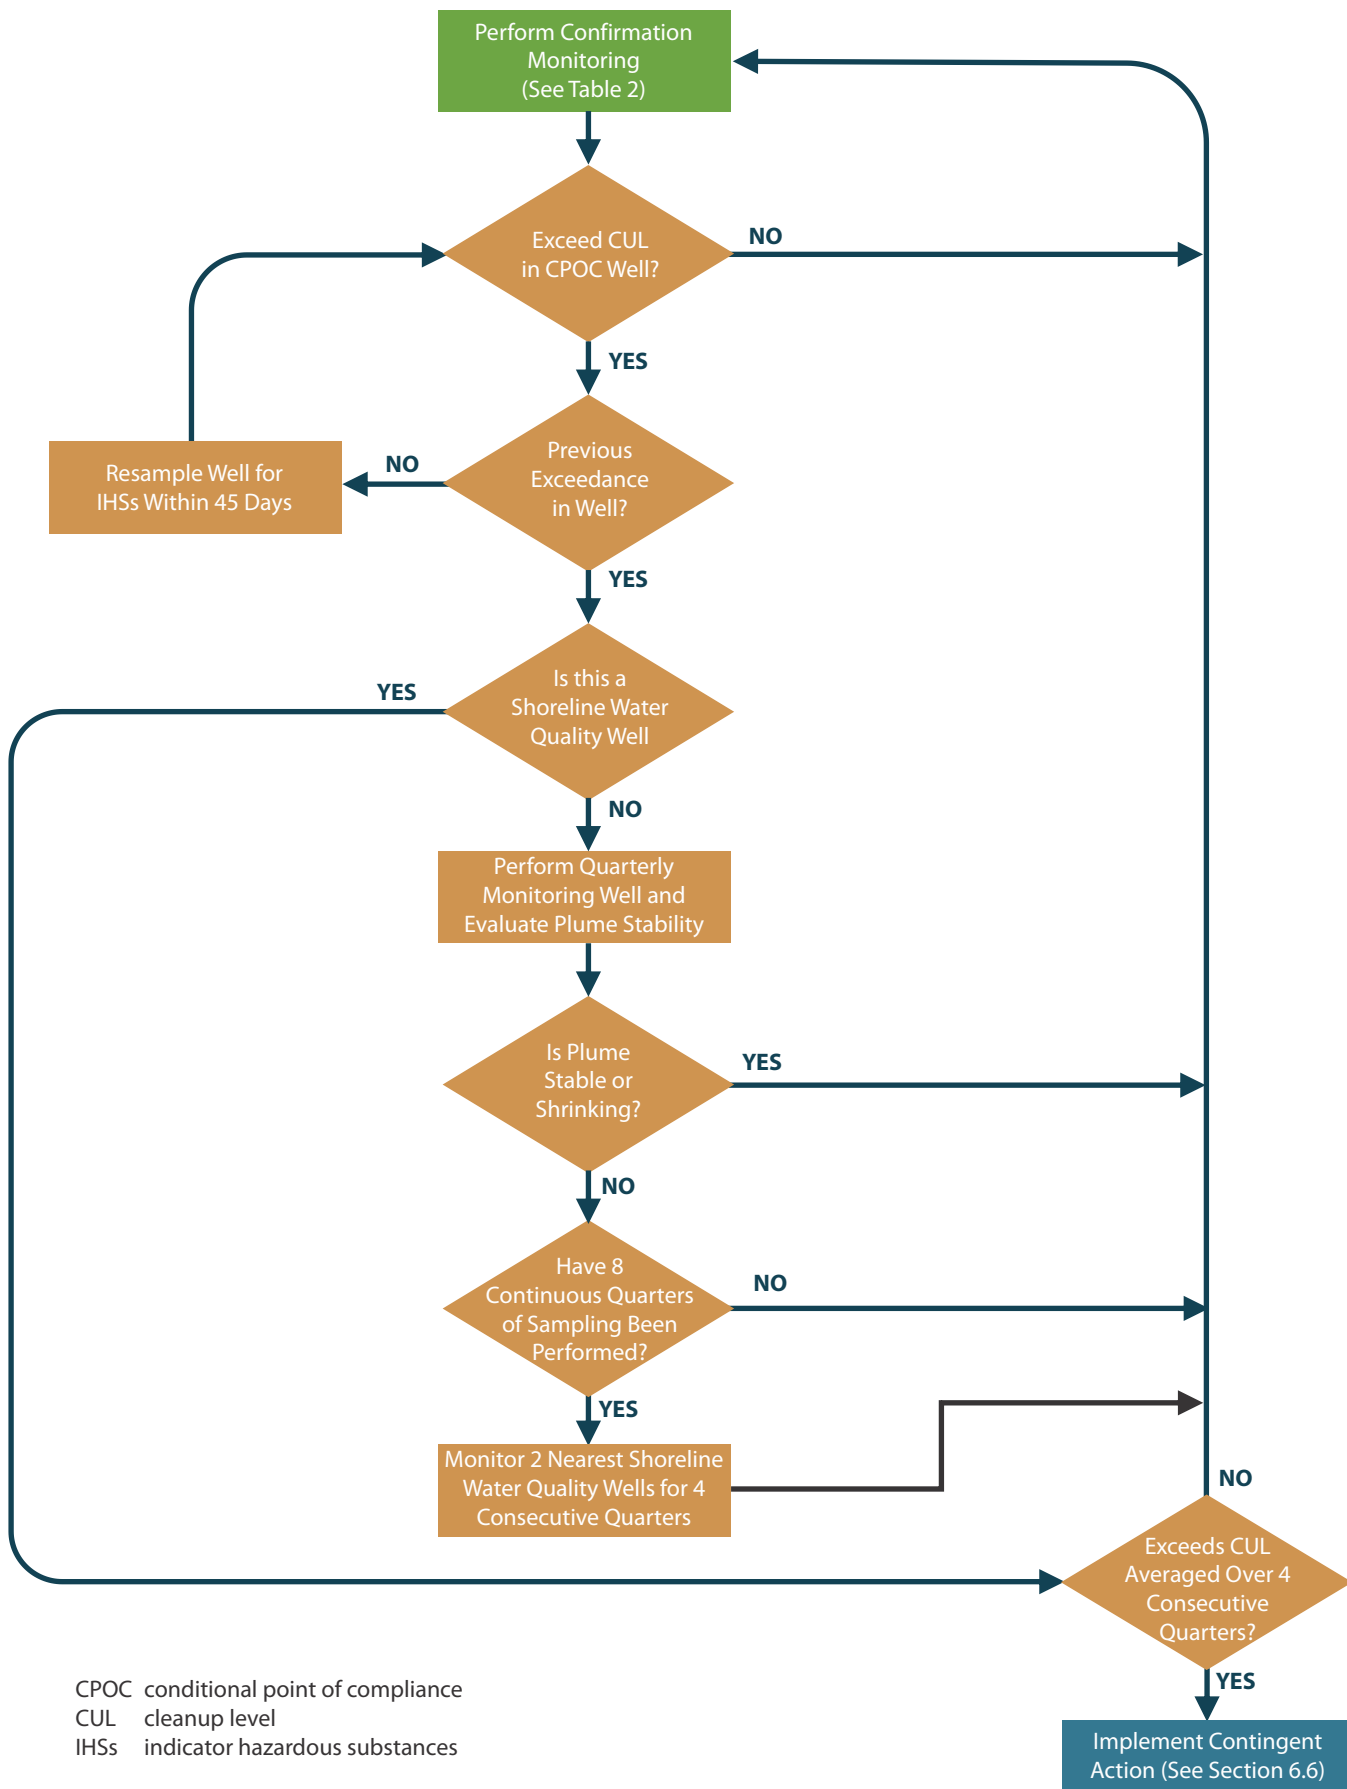 Perform Confirmation
Monitoring
(See Table 2)
Exceed CUL
in CPOC Well?
NO
YES
Previous
Exceedance
in Well?
NO
Resample Well for
IHSs Within 45 Days
YES
Is this a
Shoreline Water
Quality Well
YES
NO
Perform Quarterly
Monitoring Well and
Evaluate Plume Stability
Is Plume
Stable or
Shrinking?
YES
NO
Have 8
Continuous Quarters
of Sampling Been
Performed?
NO
YES
Monitor 2 Nearest Shoreline
Water Quality Wells for 4
Consecutive Quarters
NO
Exceeds CUL
Averaged Over 4
Consecutive
Quarters?
YES
Implement Contingent
Action (See Section 6.6)
CPOC conditional point of compliance
CUL cleanup level
IHSs indicator hazardous substances